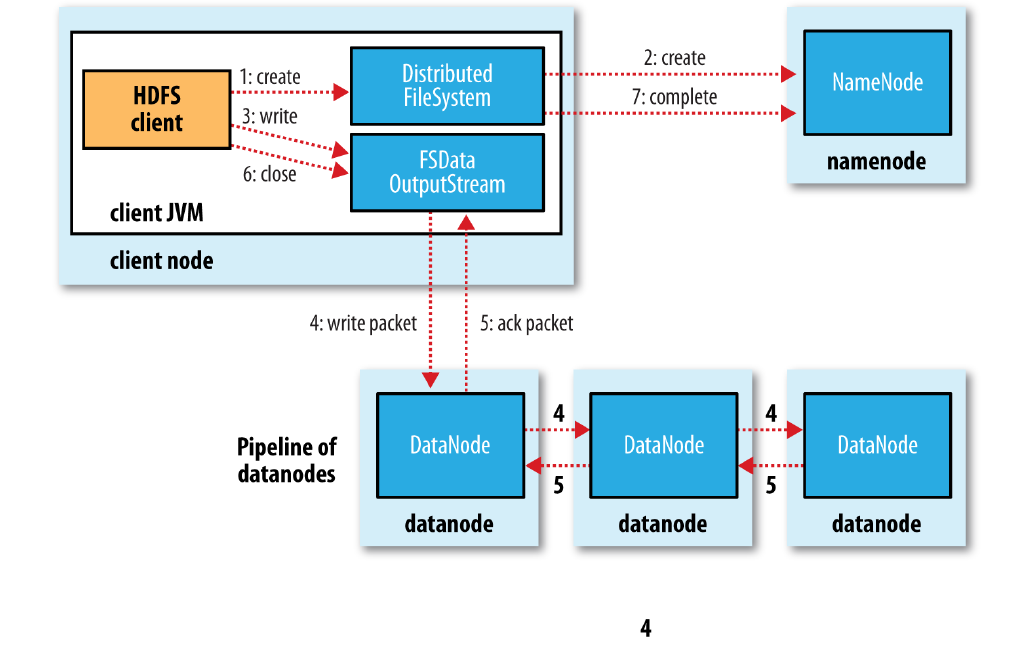 HDFS
client
1: create
3: write
6: close
Distributed
FileSystem
FSData
OutputStream
client JVM
client node
2: create
7: complete
NameNode
namenode
4: write packet
5: ack packet
Pipeline of
datanodes
DataNode
datanode
4
5
DataNode
datanode
4
5
DataNode
datanode
4